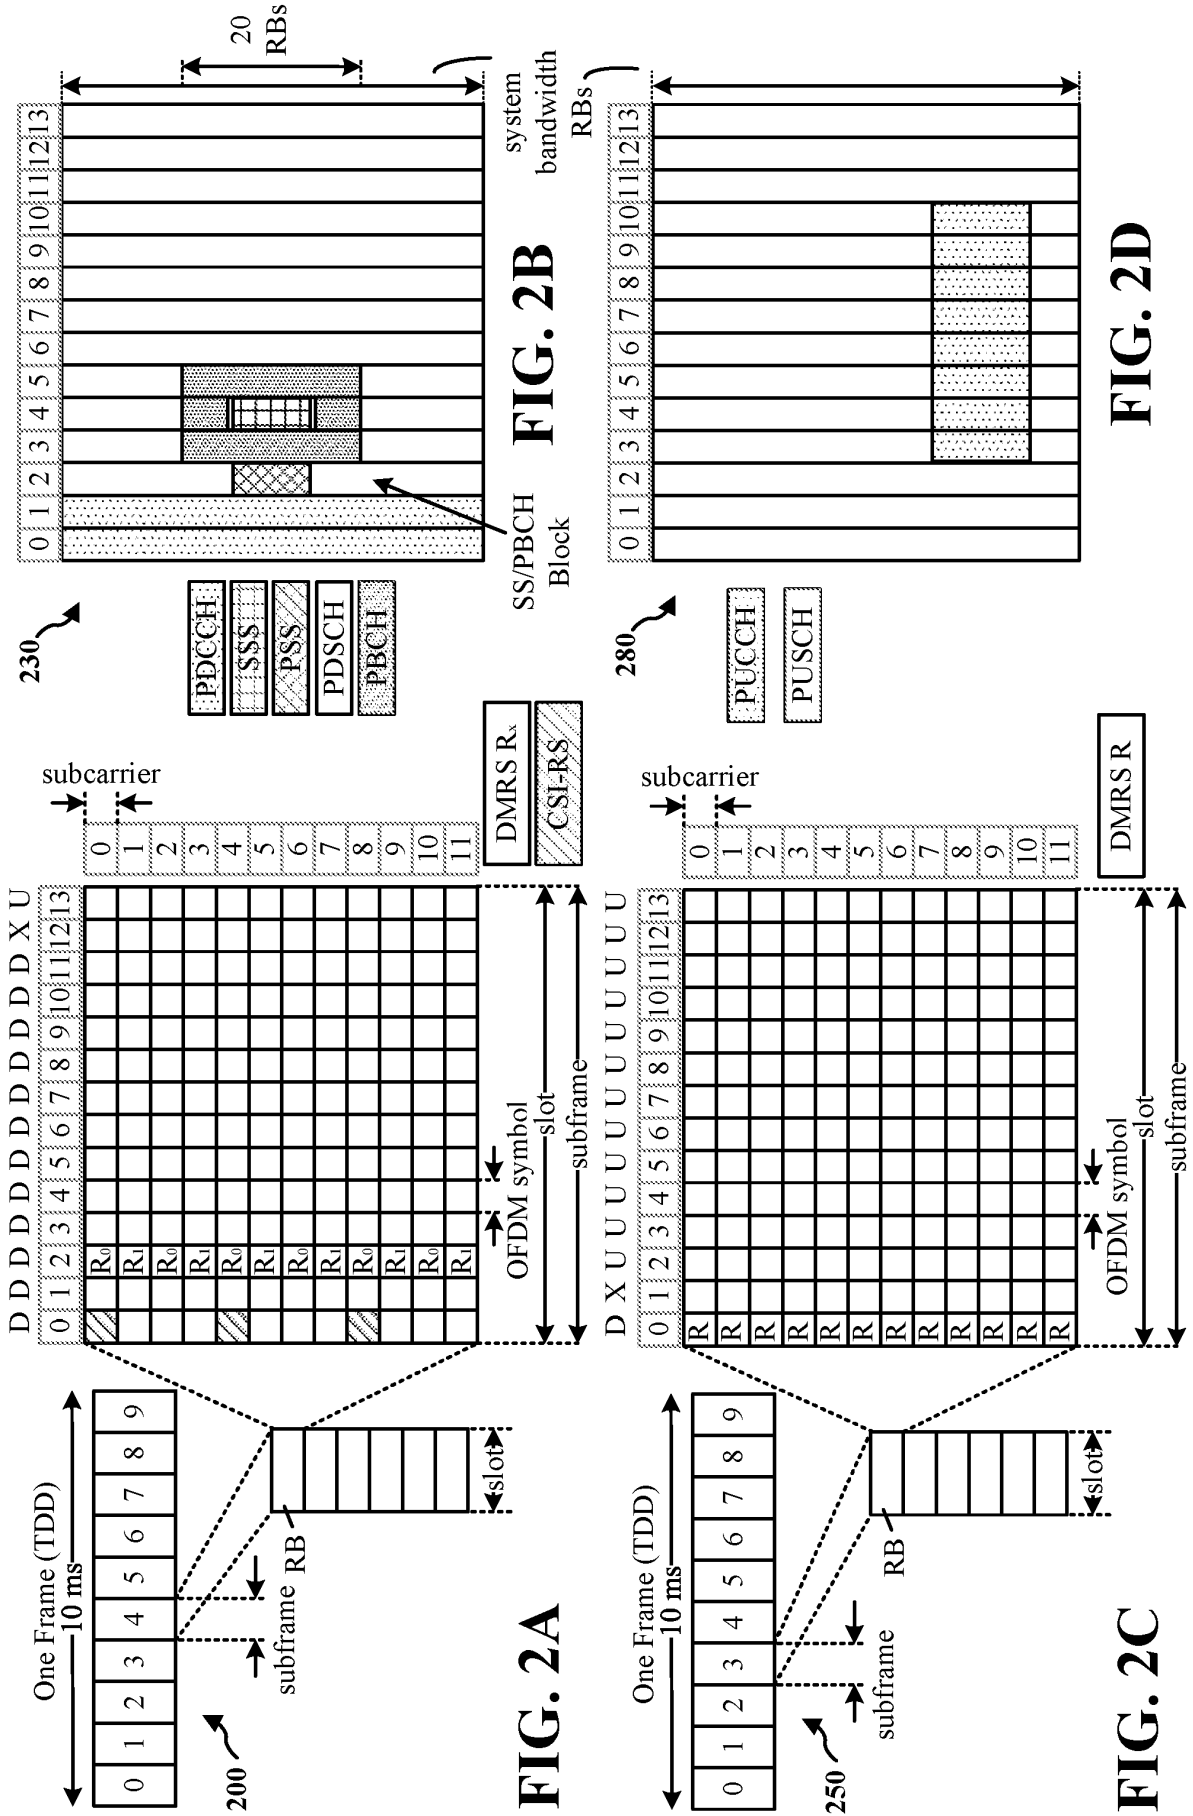 One Frame (TDD)
10 ms
0 1 2 3 4 5 6 7 8 9
subframe
RB
slot
200
FIG. 2A
D D D D D D D D D D D D X U
0 1 2 3 4 5 6 7 8 9 10 11 12 13
subcarrier
0
1
2
3
4
5
6
7
8
9
10
11
R₀
R₁
R₀
R₁
R₀
R₁
R₀
R₁
R₀
R₁
R₀
R₁
OFDM symbol
slot
subframe
DMRS Rₓ
CSI-RS
230
PDCCH
SSS
PSS
PDSCH
PBCH
0 1 2 3 4 5 6 7 8 9 10 11 12 13
20
RBs
SS/PBCH
Block
system
bandwidth
RBs
FIG. 2B
One Frame (TDD)
10 ms
0 1 2 3 4 5 6 7 8 9
subframe
RB
slot
250
FIG. 2C
D X U U U U U U U U U U U U
0 1 2 3 4 5 6 7 8 9 10 11 12 13
subcarrier
0
1
2
3
4
5
6
7
8
9
10
11
R
R
R
R
R
R
R
R
R
R
R
R
OFDM symbol
slot
subframe
DMRS R
280
PUCCH
PUSCH
0 1 2 3 4 5 6 7 8 9 10 11 12 13
FIG. 2D